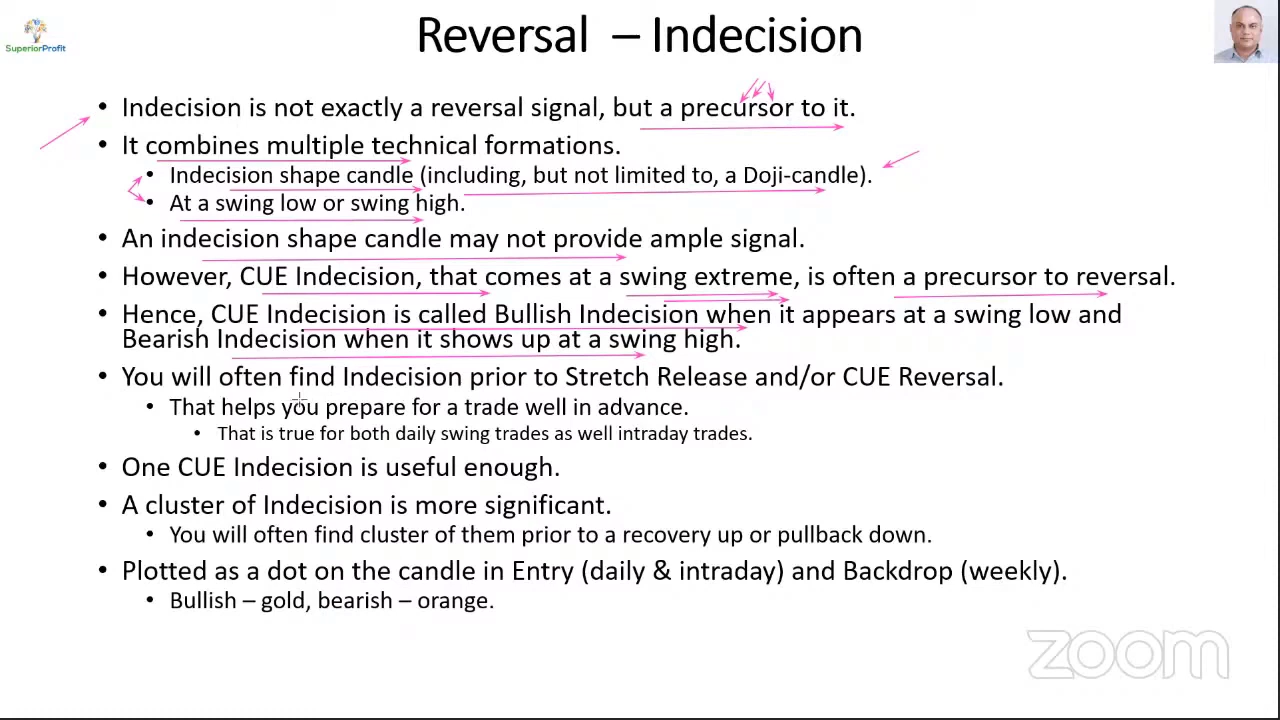 SuperiorProfit
Reversal – Indecision
• Indecision is not exactly a reversal signal, but a precursor to it.
• It combines multiple technical formations.
• Indecision shape candle (including, but not limited to, a Doji-candle).
• At a swing low or swing high.
• An indecision shape candle may not provide ample signal.
• However, CUE Indecision, that comes at a swing extreme, is often a precursor to reversal.
• Hence, CUE Indecision is called Bullish Indecision when it appears at a swing low and
Bearish Indecision when it shows up at a swing high.
• You will often find Indecision prior to Stretch Release and/or CUE Reversal.
• That helps you prepare for a trade well in advance.
• That is true for both daily swing trades as well intraday trades.
• One CUE Indecision is useful enough.
• A cluster of Indecision is more significant.
• You will often find cluster of them prior to a recovery up or pullback down.
• Plotted as a dot on the candle in Entry (daily & intraday) and Backdrop (weekly).
• Bullish – gold, bearish – orange.
zoom